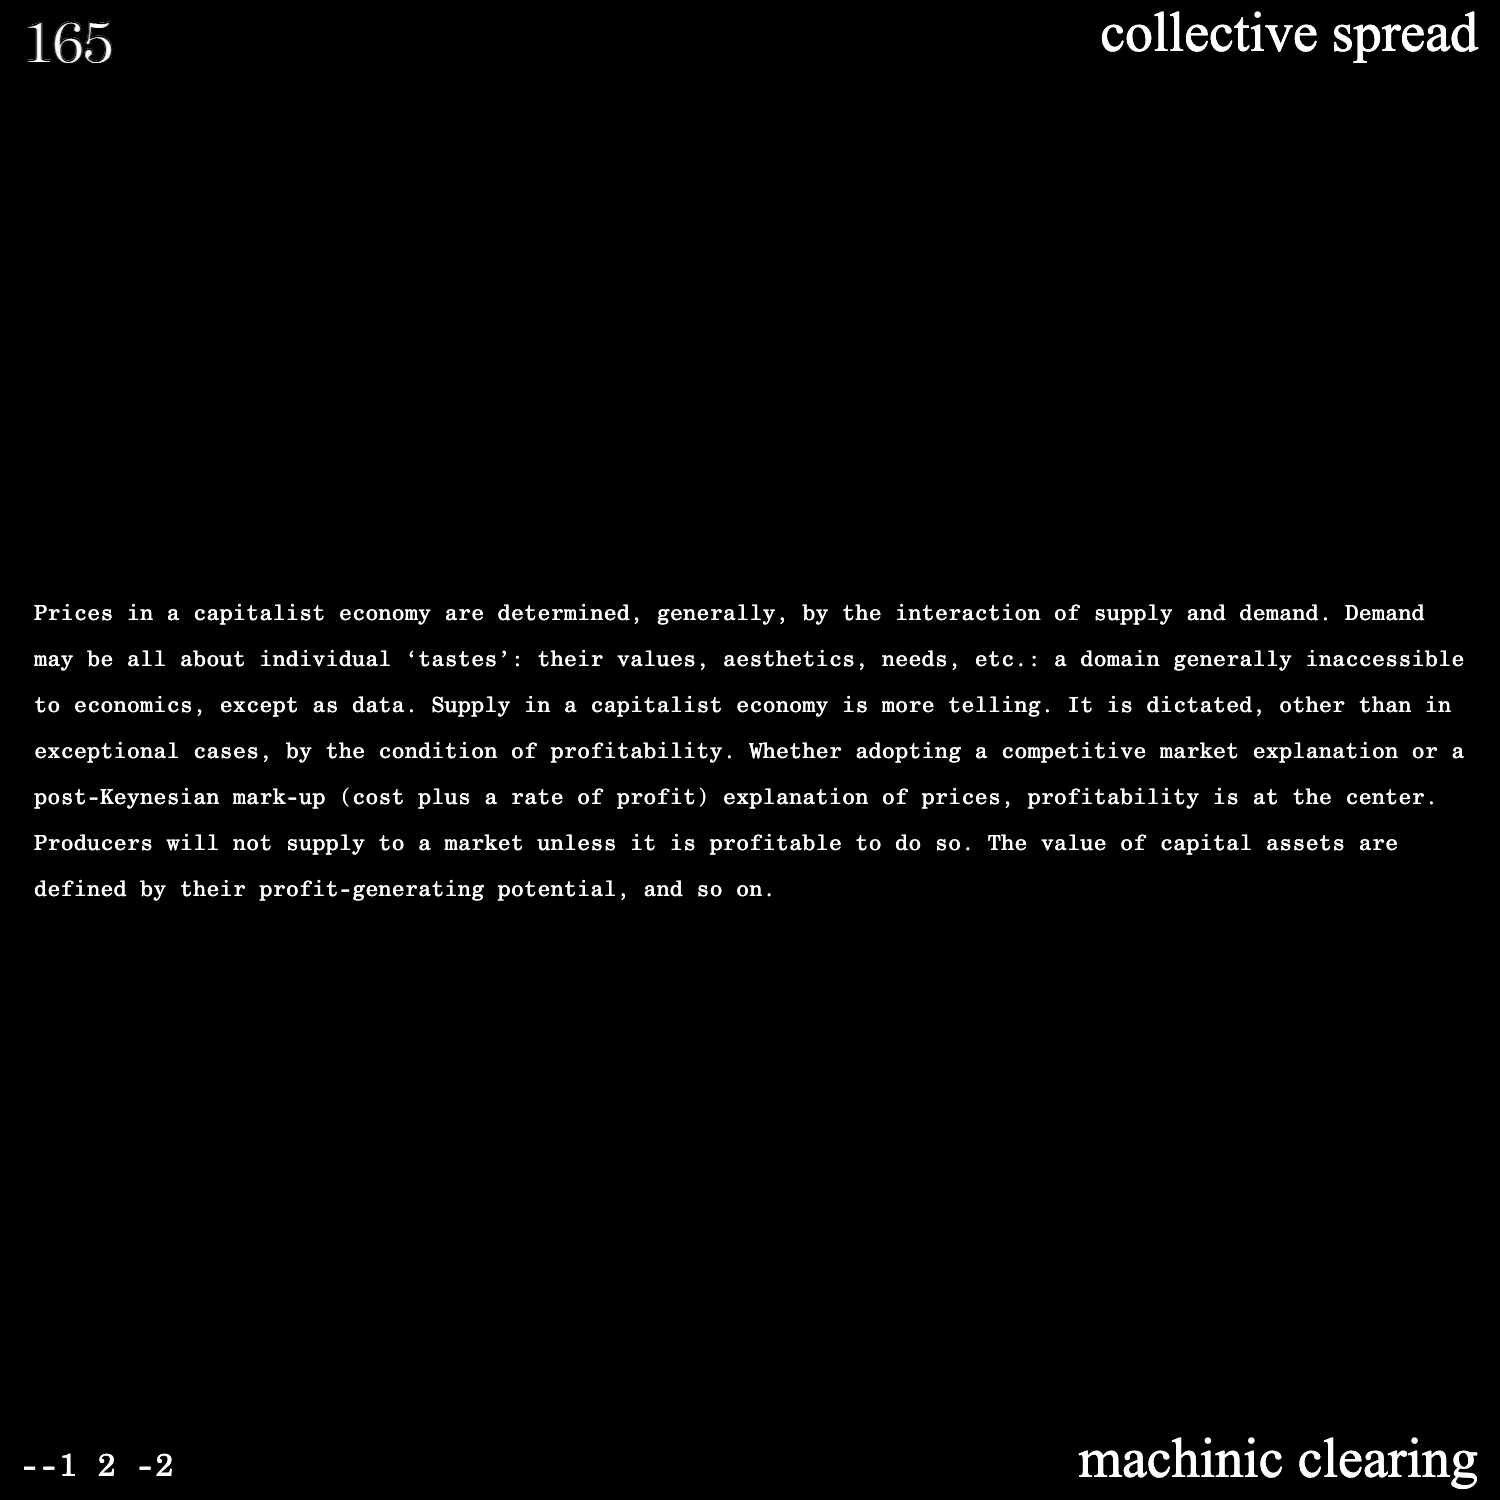 165
collective spread
Prices in a capitalist economy are determined, generally, by the interaction of supply and demand. Demand
may be all about individual ‘tastes’: their values, aesthetics, needs, etc.: a domain generally inaccessible
to economics, except as data. Supply in a capitalist economy is more telling. It is dictated, other than in
exceptional cases, by the condition of profitability. Whether adopting a competitive market explanation or a
post-Keynesian mark-up (cost plus a rate of profit) explanation of prices, profitability is at the center.
Producers will not supply to a market unless it is profitable to do so. The value of capital assets are
defined by their profit-generating potential, and so on.
--1 2 -2
machinic clearing